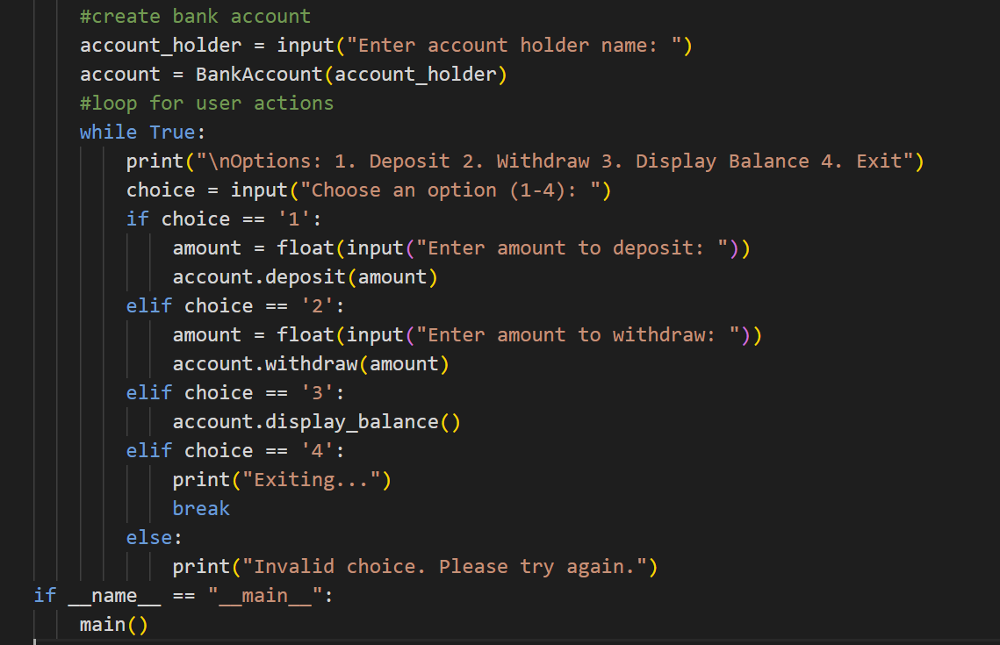 #create bank account
account_holder = input("Enter account holder name: ")
account = BankAccount(account_holder)
#loop for user actions
while True:
    print("\nOptions: 1. Deposit 2. Withdraw 3. Display Balance 4. Exit")
    choice = input("Choose an option (1-4): ")
    if choice == '1':
        amount = float(input("Enter amount to deposit: "))
        account.deposit(amount)
    elif choice == '2':
        amount = float(input("Enter amount to withdraw: "))
        account.withdraw(amount)
    elif choice == '3':
        account.display_balance()
    elif choice == '4':
        print("Exiting...")
        break
    else:
        print("Invalid choice. Please try again.")
if __name__ == "__main__":
    main()